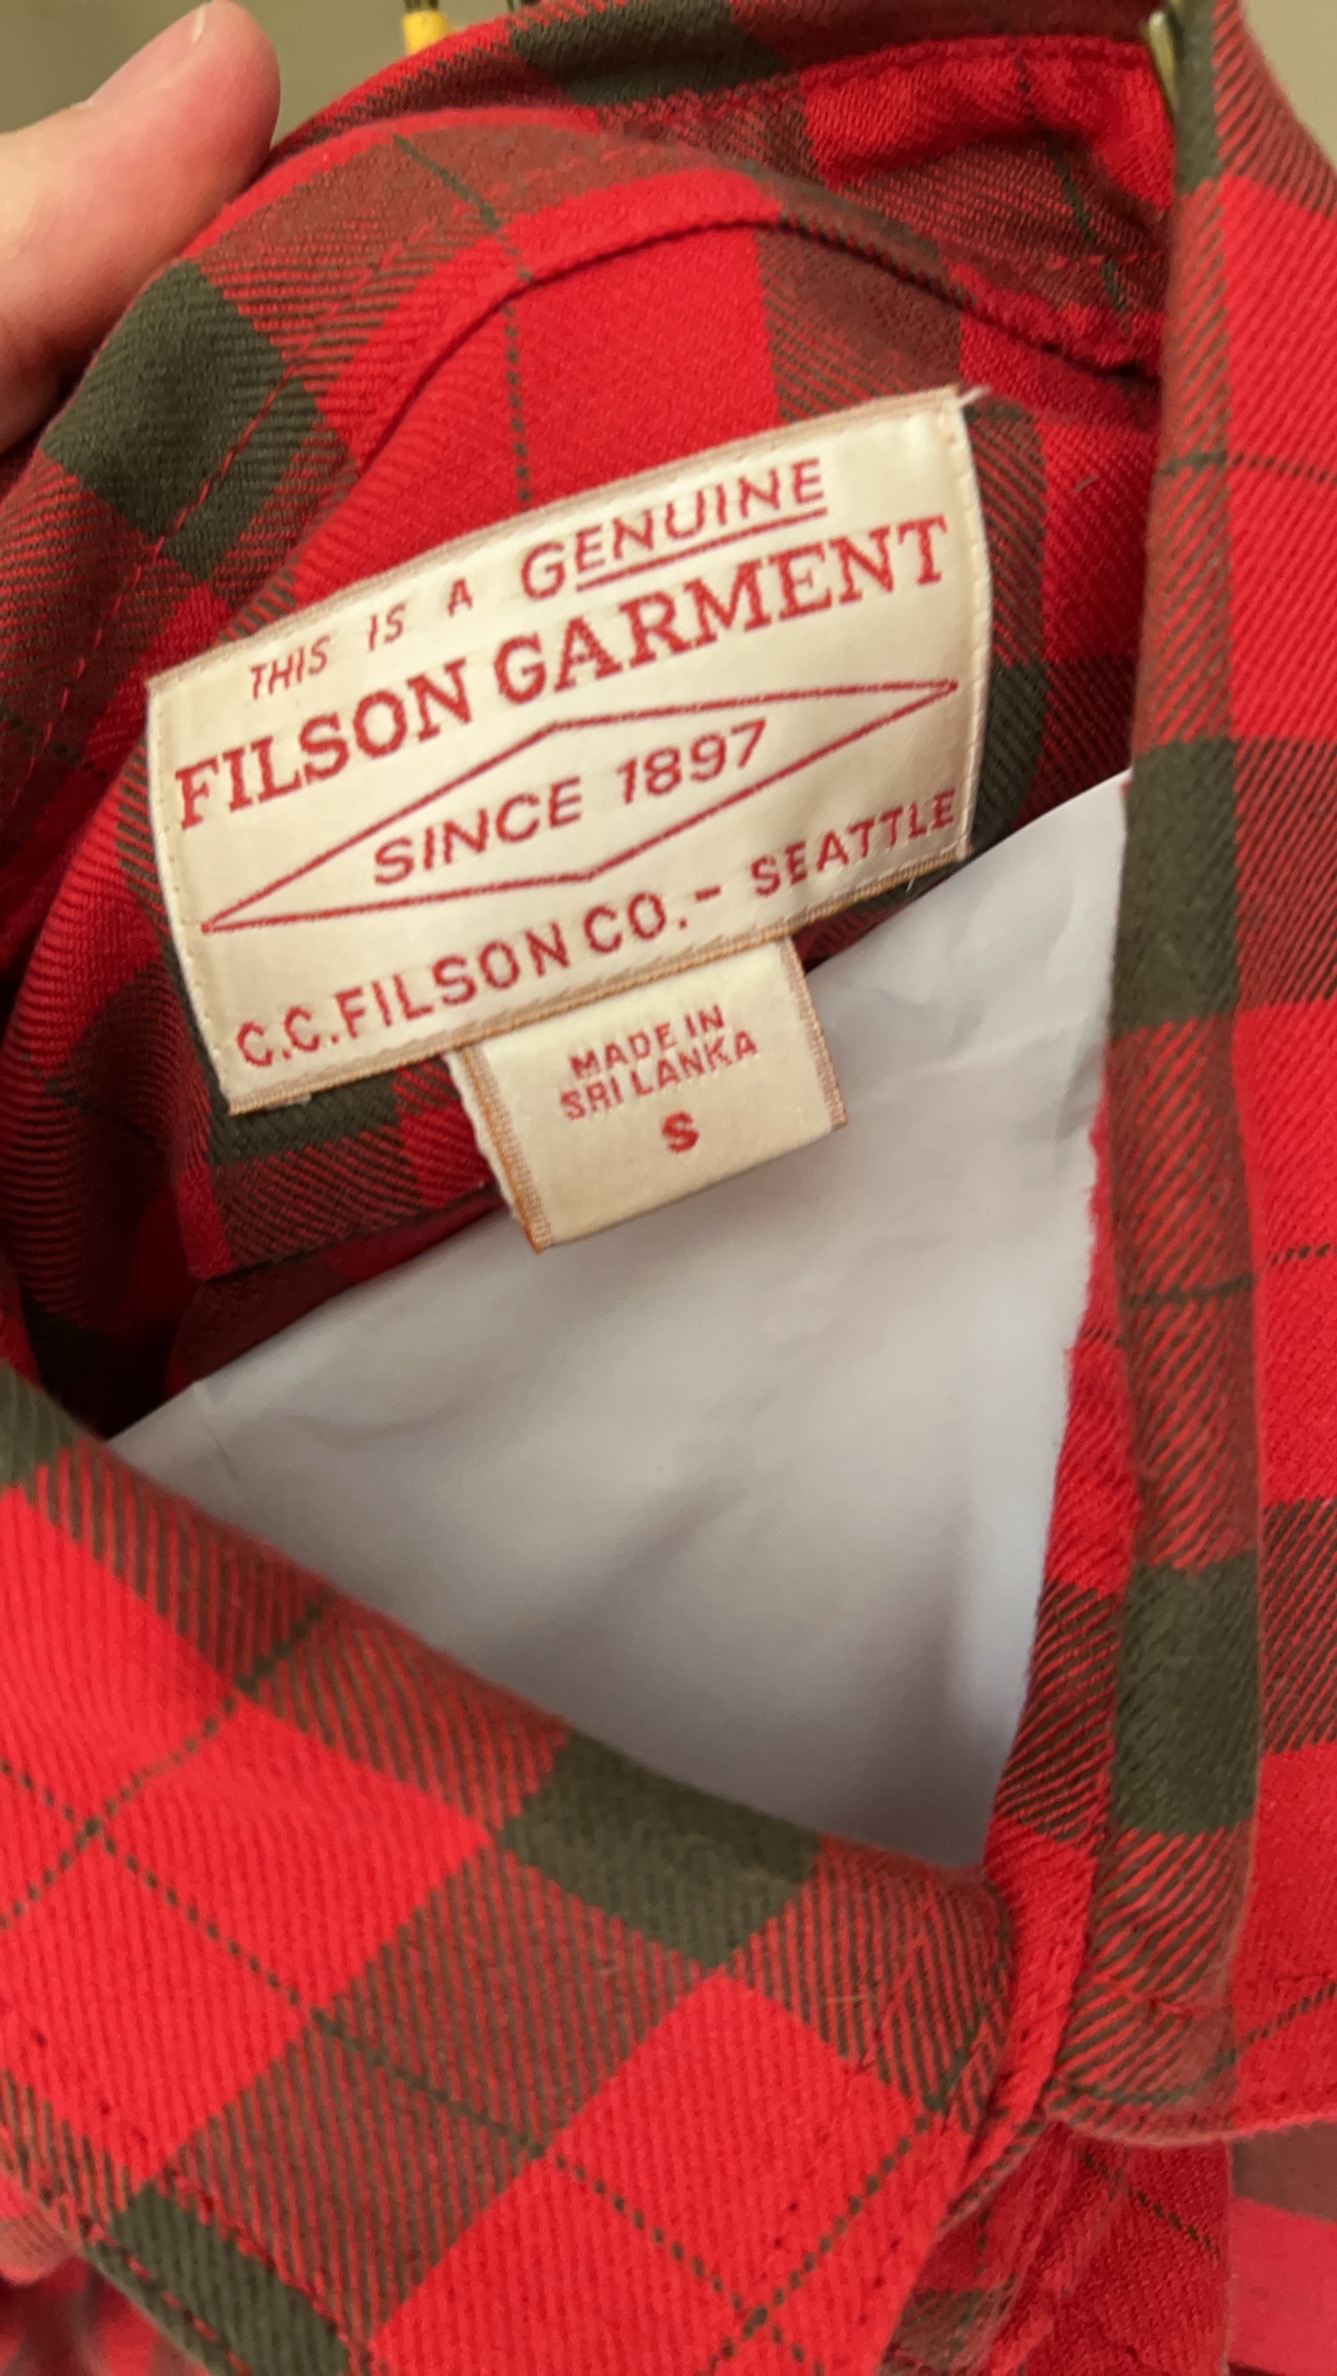 THIS IS A GENUINE
FILSON GARMENT
SINCE 1897
C.C.FILSON CO.- SEATTLE
MADE IN
SRI LANKA
S